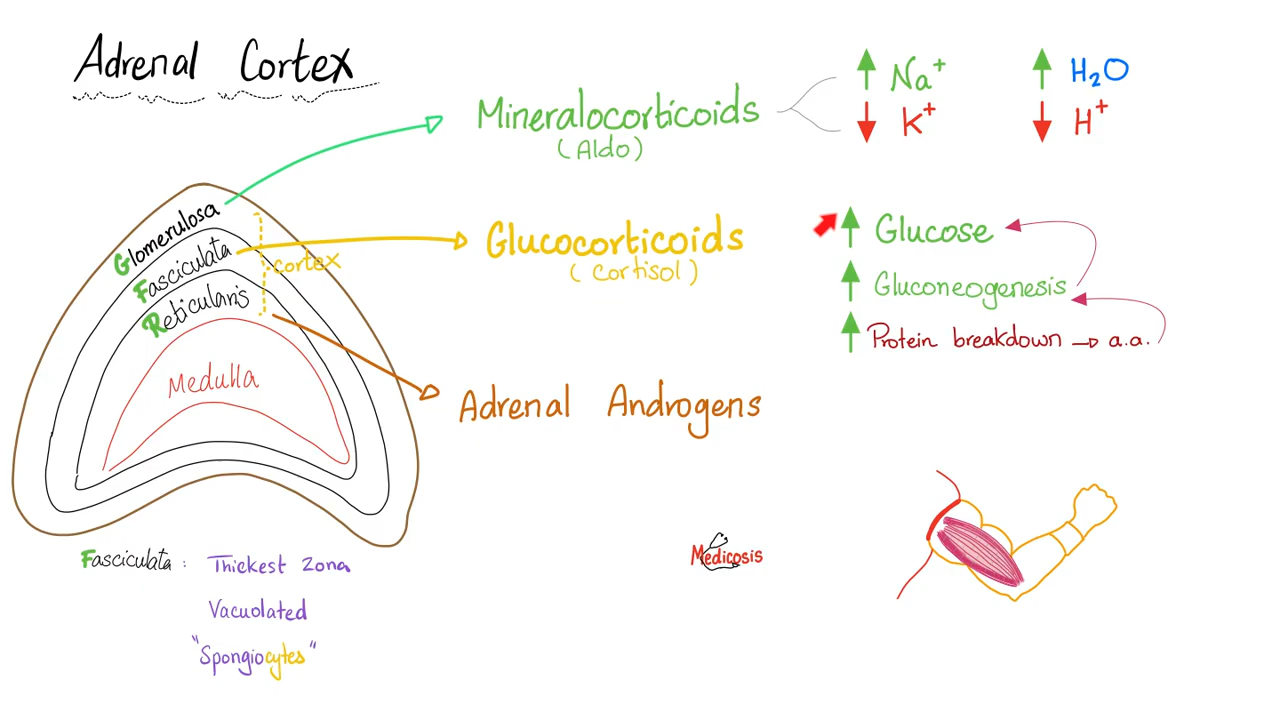 Adrenal Cortex
Mineralocorticoids
(Aldo)
↑ Na⁺
↑ H₂O
↓ K⁺
↓ H⁺
Glomerulosa
Fasciculata
Reticularis
cortex
Medulla
Glucocorticoids
(Cortisol)
↑ Glucose
↑ Gluconeogenesis
↑ Protein breakdown → a.a.
Adrenal Androgens
Fasciculata : Thickest Zona
Vacuolated
"Spongiocytes"
Medicosis